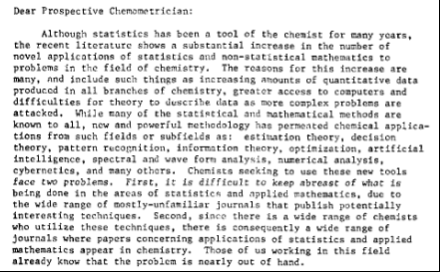 Dear Prospective Chemometrician:
Although statistics has been a tool of the chemist for many years,
the recent literature shows a substantial increase in the number of
novel applications of statistics and non-statistical mathematics to
problems in the field of chemistry. The reasons for this increase are
many, and include such things as increasing amounts of quantitative data
produced in all branches of chemistry, greater access to computers and
difficulties for theory to describe data as more complex problems are
attacked. While many of the statistical and mathematical methods are
known to all, new and powerful methodology has permeated chemical applica-
tions from such fields or subfields as: estimation theory, decision
theory, pattern recognition, information theory, optimization, artificial
intelligence, spectral and wave form analysis, numerical analysis,
cybernetics, and many others. Chemists seeking to use these new tools
face two problems. First, it is difficult to keep abreast of what is
being done in the areas of statistics and applied mathematics, due to
the wide range of mostly-unfamiliar journals that publish potentially
interesting techniques. Second, since there is a wide range of chemists
who utilize these techniques, there is consequently a wide range of
journals where papers concerning applications of statistics and applied
mathematics appear in chemistry. Those of us working in this field
already know that the problem is nearly out of hand.